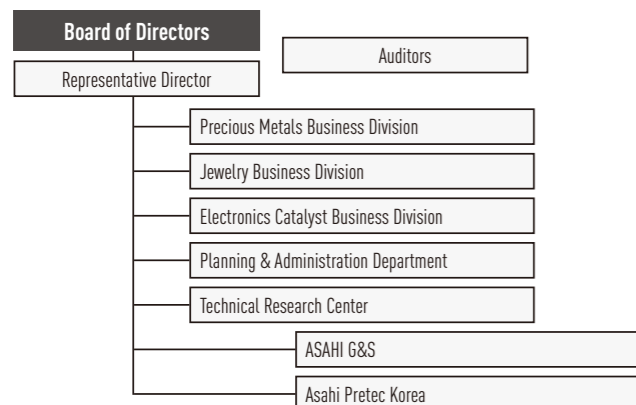 Board of Directors
Auditors
Representative Director
Precious Metals Business Division
Jewelry Business Division
Electronics Catalyst Business Division
Planning & Administration Department
Technical Research Center
ASAHI G&S
Asahi Pretec Korea